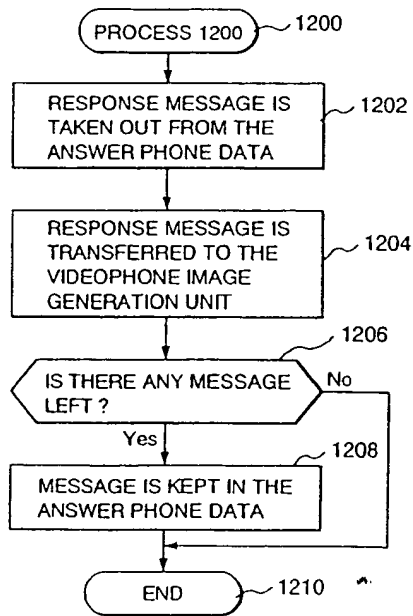 PROCESS 1200
1200
RESPONSE MESSAGE IS
TAKEN OUT FROM THE
ANSWER PHONE DATA
1202
RESPONSE MESSAGE IS
TRANSFERRED TO THE
VIDEOPHONE IMAGE
GENERATION UNIT
1204
1206
IS THERE ANY MESSAGE
LEFT ?
No
Yes
1208
MESSAGE IS KEPT IN THE
ANSWER PHONE DATA
END
1210